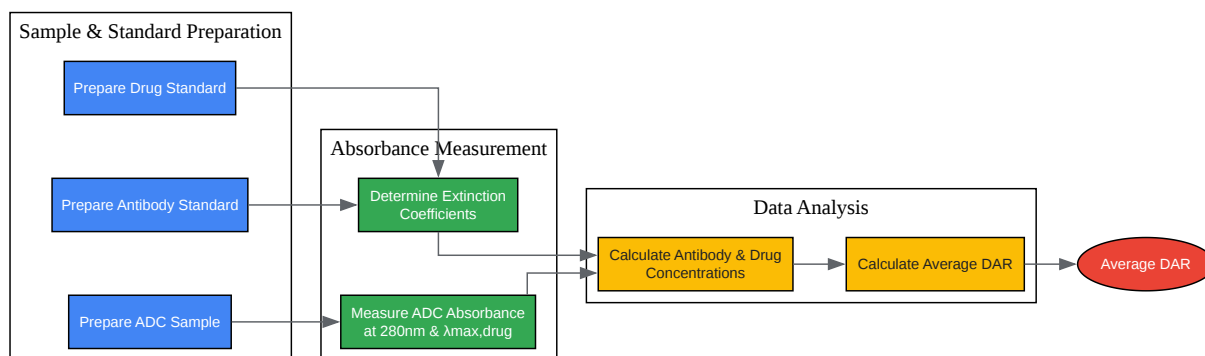 Sample & Standard Preparation
Prepare Drug Standard
Prepare Antibody Standard
Prepare ADC Sample
Absorbance Measurement
Determine Extinction
Coefficients
Measure ADC Absorbance
at 280nm & λmax,drug
Data Analysis
Calculate Antibody & Drug
Concentrations
Calculate Average DAR
Average DAR